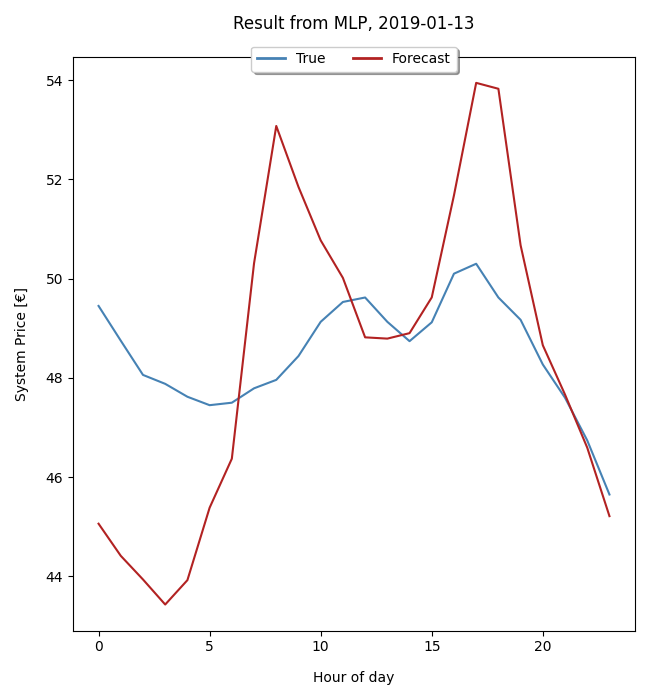 Result from MLP, 2019-01-13
True Forecast
54
52
50
48
46
44
System Price [€]
0 5 10 15 20
Hour of day